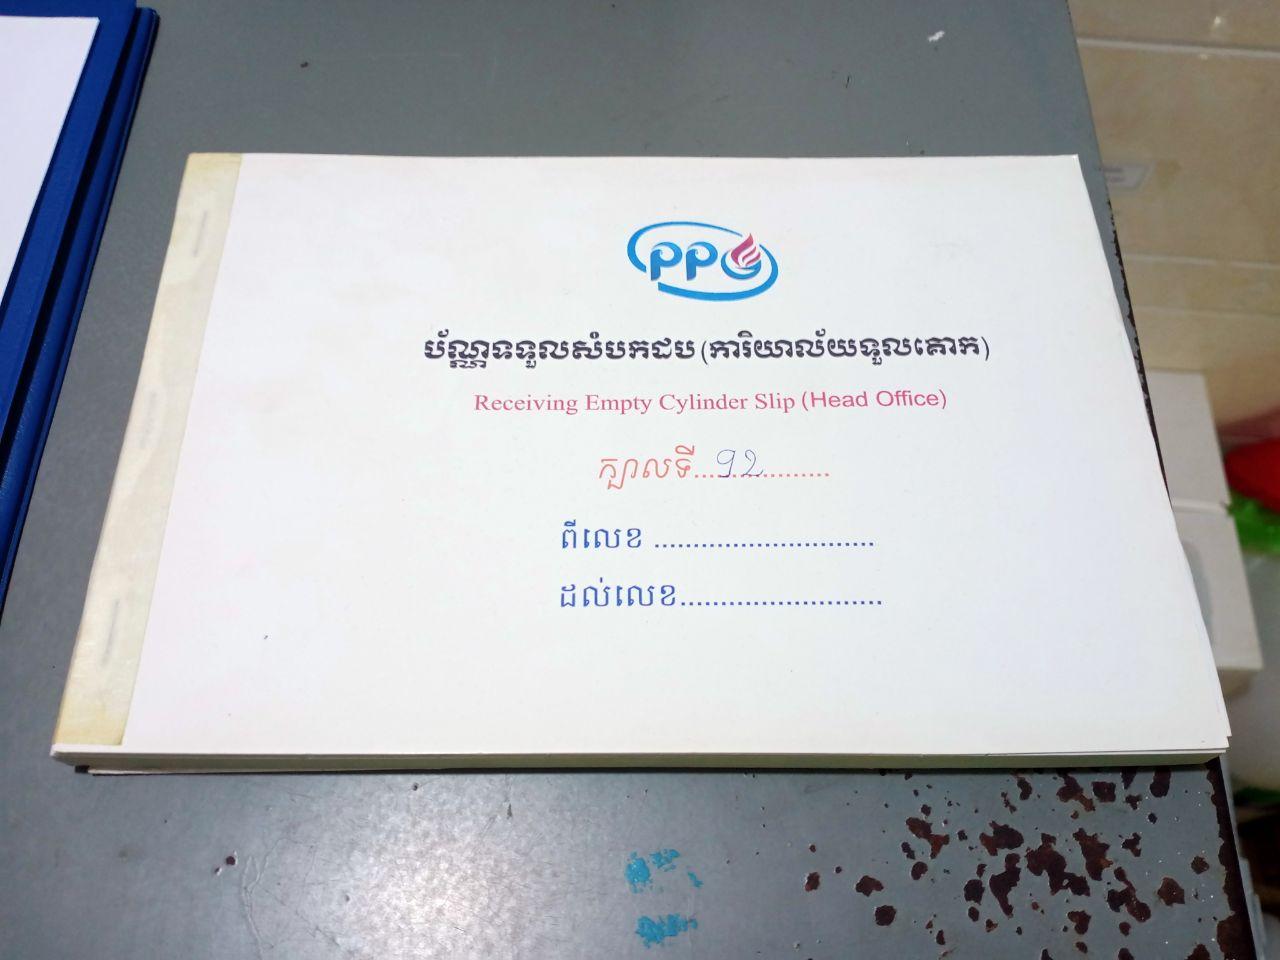 PPG
ប័ណ្ណទទួលសំបកដប (ការិយាល័យទួលគោក)
Receiving Empty Cylinder Slip (Head Office)
ក្បាលទី.....១២...............
ពីលេខ ............................
ដល់លេខ.........................